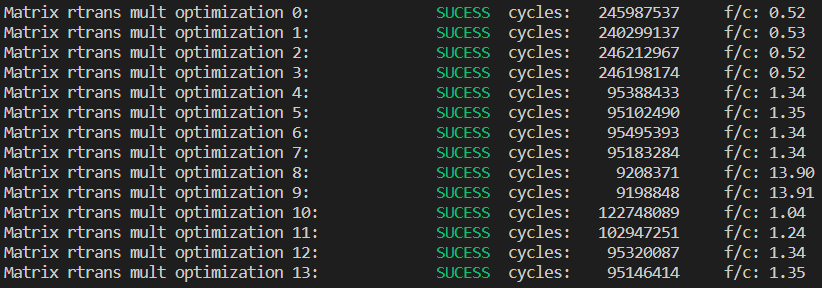 Matrix rtrans mult optimization 0: SUCESS cycles: 245987537 f/c: 0.52
Matrix rtrans mult optimization 1: SUCESS cycles: 240299137 f/c: 0.53
Matrix rtrans mult optimization 2: SUCESS cycles: 246212967 f/c: 0.52
Matrix rtrans mult optimization 3: SUCESS cycles: 246198174 f/c: 0.52
Matrix rtrans mult optimization 4: SUCESS cycles: 95388433 f/c: 1.34
Matrix rtrans mult optimization 5: SUCESS cycles: 95102490 f/c: 1.35
Matrix rtrans mult optimization 6: SUCESS cycles: 95495393 f/c: 1.34
Matrix rtrans mult optimization 7: SUCESS cycles: 95183284 f/c: 1.34
Matrix rtrans mult optimization 8: SUCESS cycles: 9208371 f/c: 13.90
Matrix rtrans mult optimization 9: SUCESS cycles: 9198848 f/c: 13.91
Matrix rtrans mult optimization 10: SUCESS cycles: 122748089 f/c: 1.04
Matrix rtrans mult optimization 11: SUCESS cycles: 102947251 f/c: 1.24
Matrix rtrans mult optimization 12: SUCESS cycles: 95320087 f/c: 1.34
Matrix rtrans mult optimization 13: SUCESS cycles: 95146414 f/c: 1.35